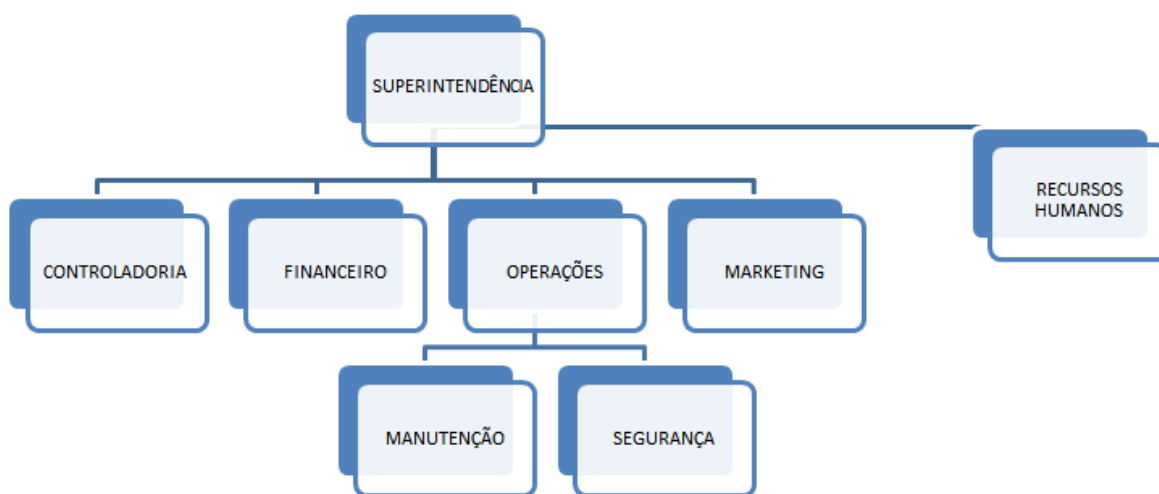 SUPERINTENDÊNCIA
RECURSOS
HUMANOS
CONTROLADORIA
FINANCEIRO
OPERAÇÕES
MARKETING
MANUTENÇÃO
SEGURANÇA